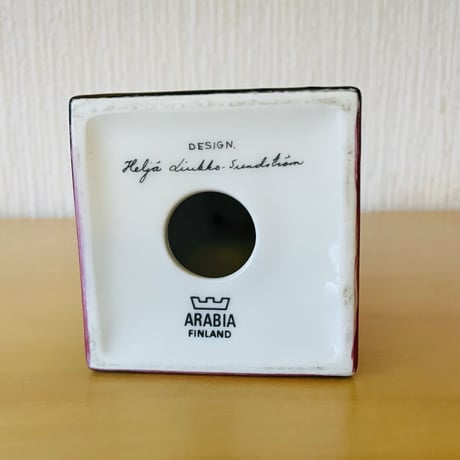 DESIGN.
Heljä Liukko-Sundström
ARABIA
FINLAND